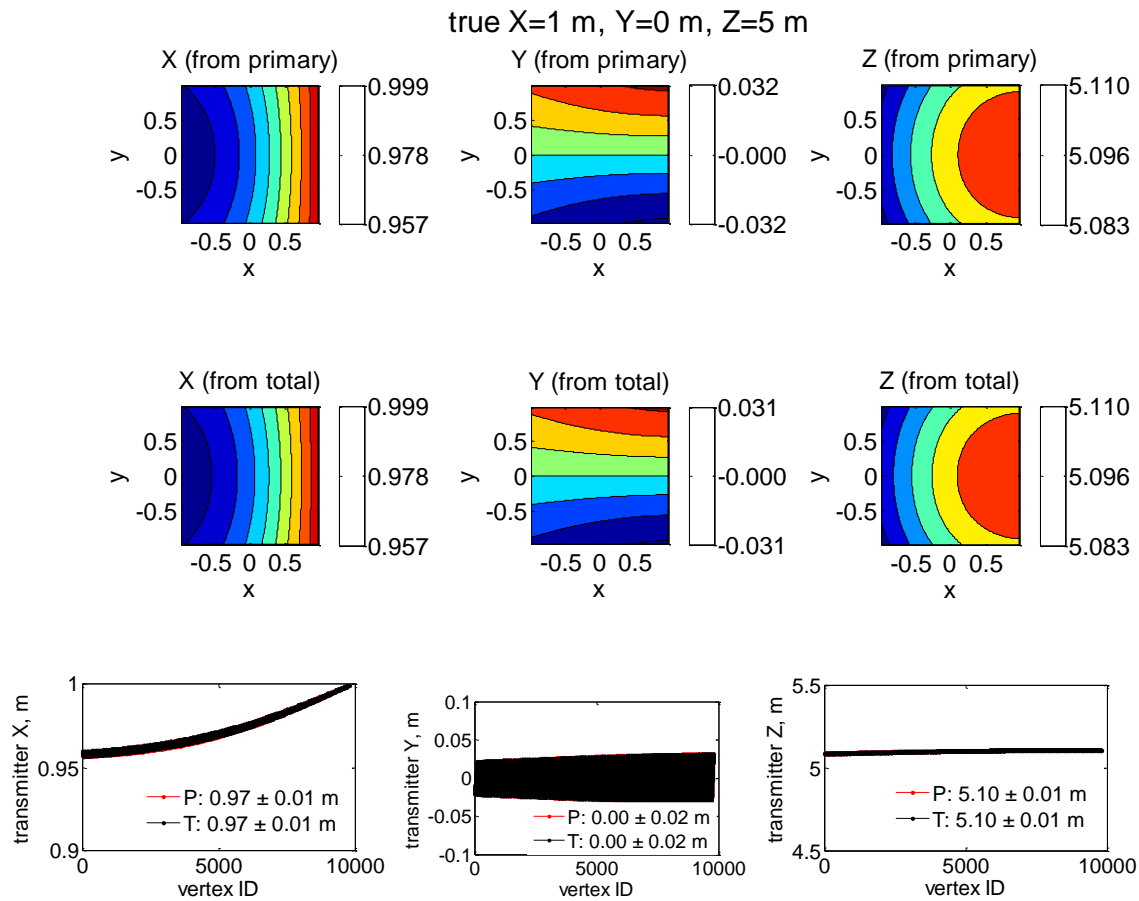 true X=1 m, Y=0 m, Z=5 m
X (from primary)
0.5
0
-0.5
y
-0.5 0 0.5
x
0.999
0.978
0.957
Y (from primary)
0.5
0
-0.5
y
-0.5 0 0.5
x
0.032
-0.000
-0.032
Z (from primary)
0.5
0
-0.5
y
-0.5 0 0.5
x
5.110
5.096
5.083
X (from total)
0.5
0
-0.5
y
-0.5 0 0.5
x
0.999
0.978
0.957
Y (from total)
0.5
0
-0.5
y
-0.5 0 0.5
x
0.031
-0.000
-0.031
Z (from total)
0.5
0
-0.5
y
-0.5 0 0.5
x
5.110
5.096
5.083
transmitter X, m
1
0.95
0.9
P: 0.97 ± 0.01 m
T: 0.97 ± 0.01 m
0 5000 10000
vertex ID
transmitter Y, m
0.1
0.05
0
-0.05
-0.1
P: 0.00 ± 0.02 m
T: 0.00 ± 0.02 m
0 5000 10000
vertex ID
transmitter Z, m
5.5
5
4.5
P: 5.10 ± 0.01 m
T: 5.10 ± 0.01 m
0 5000 10000
vertex ID